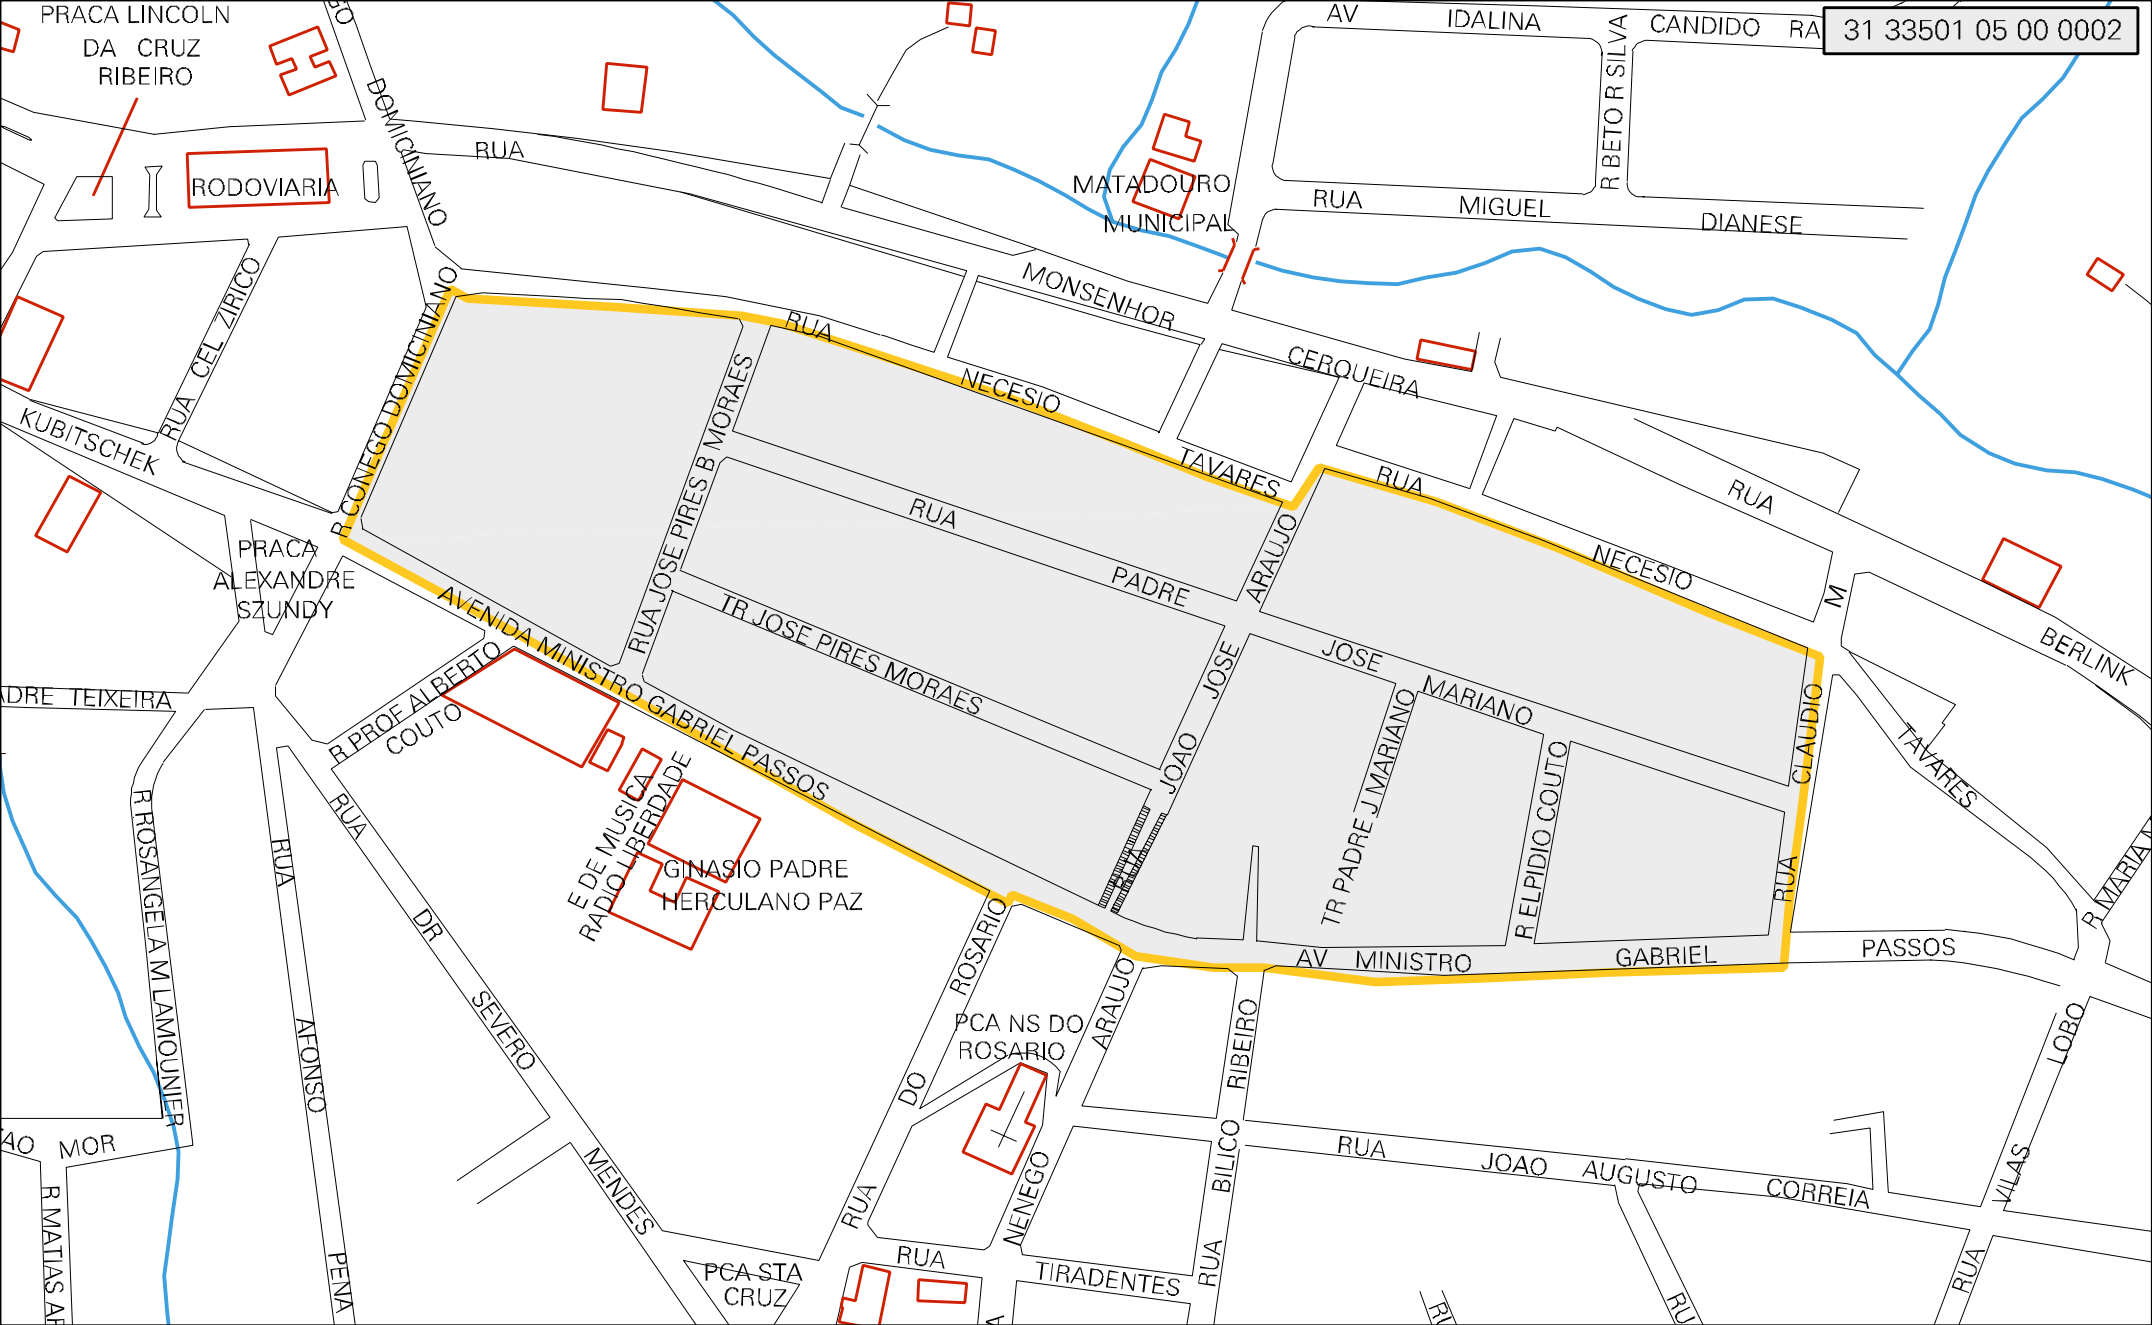 31 33501 05 00 0002
PRACA LINCOLN
DA CRUZ
RIBEIRO
RODOVIARIA
DOMICINIANO
RUA MONSENHOR CERQUEIRA
AV IDALINA CANDIDO RA
R BETO R SILVA
RUA MIGUEL DIANESE
MATADOURO
MUNICIPAL
RUA CEL ZIRICO
KUBITSCHEK
R CONEGO DOMICINIANO
RUA NECESIO TAVARES
RUA NECESIO
RUA BERLINK
M
TAVARES
RUA JOSE PIRES B MORAES
RUA PADRE JOSE MARIANO
TR JOSE PIRES MORAES
JOAO JOSE ARAUJO
TR PADRE J MARIANO
R ELPIDIO COUTO
RUA CLAUDIO
AVENIDA MINISTRO GABRIEL PASSOS
AV MINISTRO GABRIEL PASSOS
PRACA
ALEXANDRE
SZUNDY
ADRE TEIXEIRA
R PROF ALBERTO
COUTO
E DE MUSICA
RADIO LIBERDADE
GINASIO PADRE
HERCULANO PAZ
R ROSANGELA M LAMOUNIER
RUA AFONSO PENA
RUA DR SEVERO MENDES
RUA DO ROSARIO
PCA NS DO
ROSARIO
NENEGO ARAUJO
RUA BILICO RIBEIRO
RUA JOAO AUGUSTO CORREIA
RUA VILAS LOBO
R MARIA
AO MOR
R MATIAS AR
PCA STA
CRUZ
RUA TIRADENTES
RU